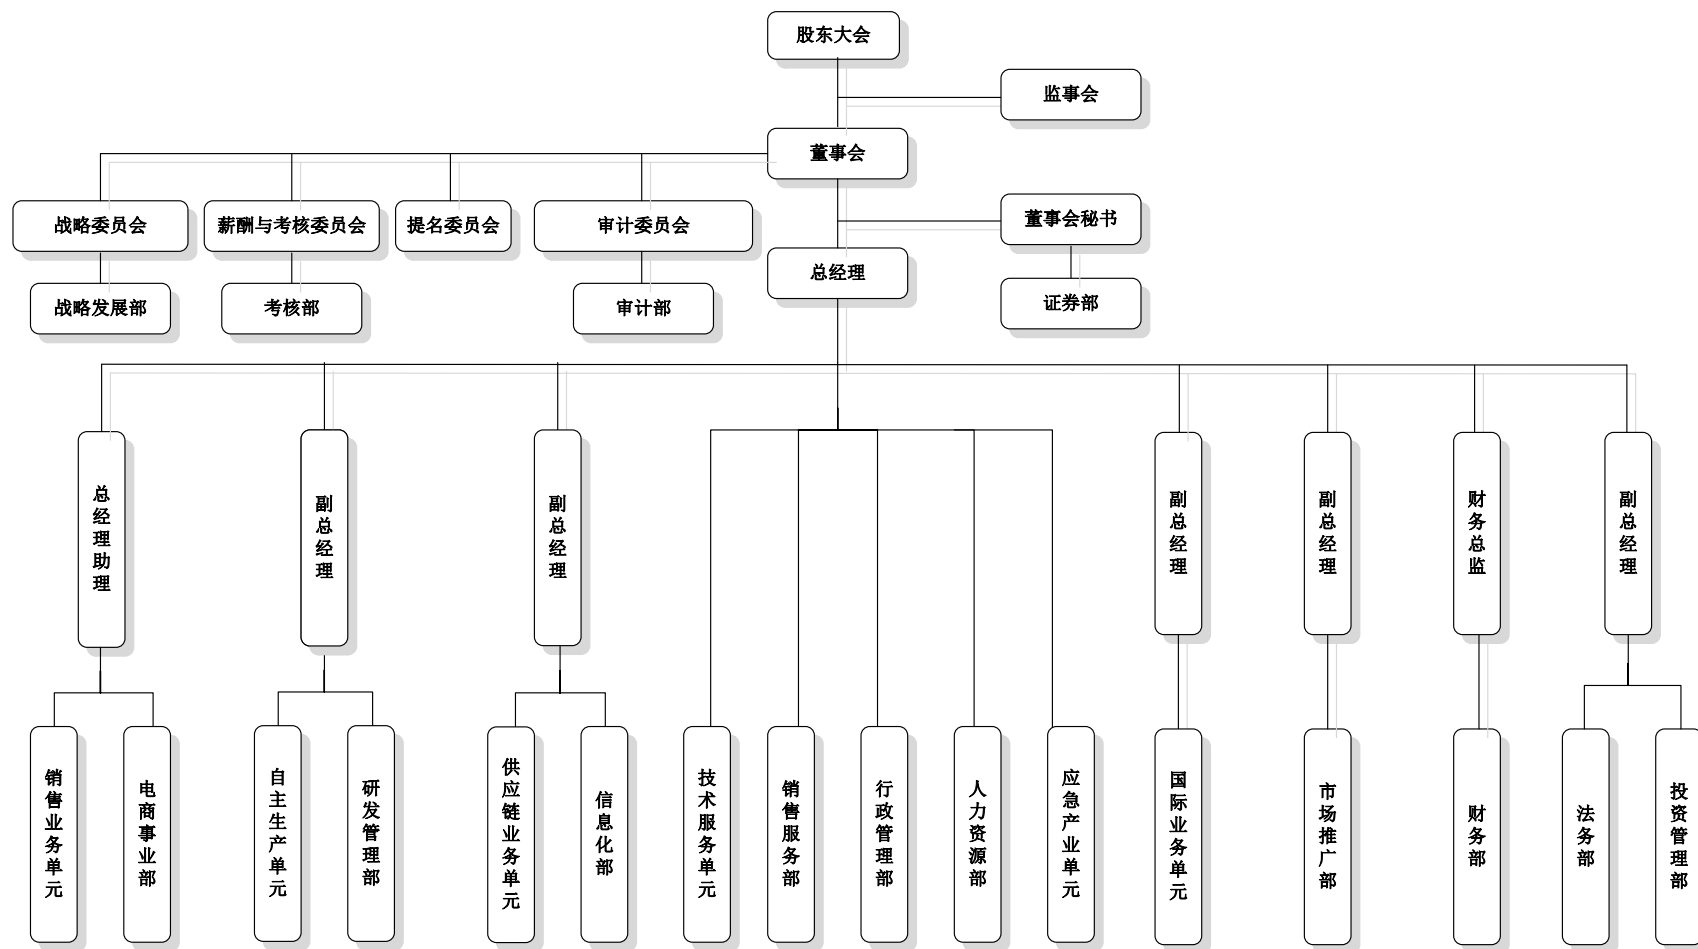 股东大会
监事会
董事会
战略委员会
薪酬与考核委员会
提名委员会
审计委员会
董事会秘书
总经理
战略发展部
考核部
审计部
证券部
总经理助理
副总经理
副总经理
副总经理
副总经理
财务总监
副总经理
销售业务单元
电商事业部
自主生产单元
研发管理部
供应链业务单元
信息化部
技术服务单元
销售服务部
行政管理部
人力资源部
应急产业单元
国际业务单元
市场推广部
财务部
法务部
投资管理部